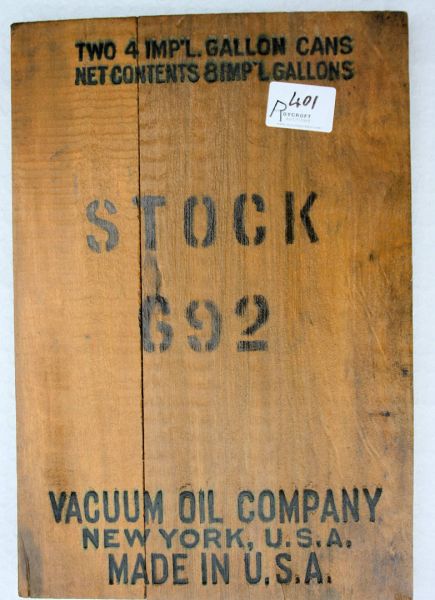 TWO 4 IMP'L. GALLON CANS
NET CONTENTS 8 IMP'L GALLONS
401
ROYCROFT
STOCK
692
VACUUM OIL COMPANY
NEW YORK, U.S.A.
MADE IN U.S.A.